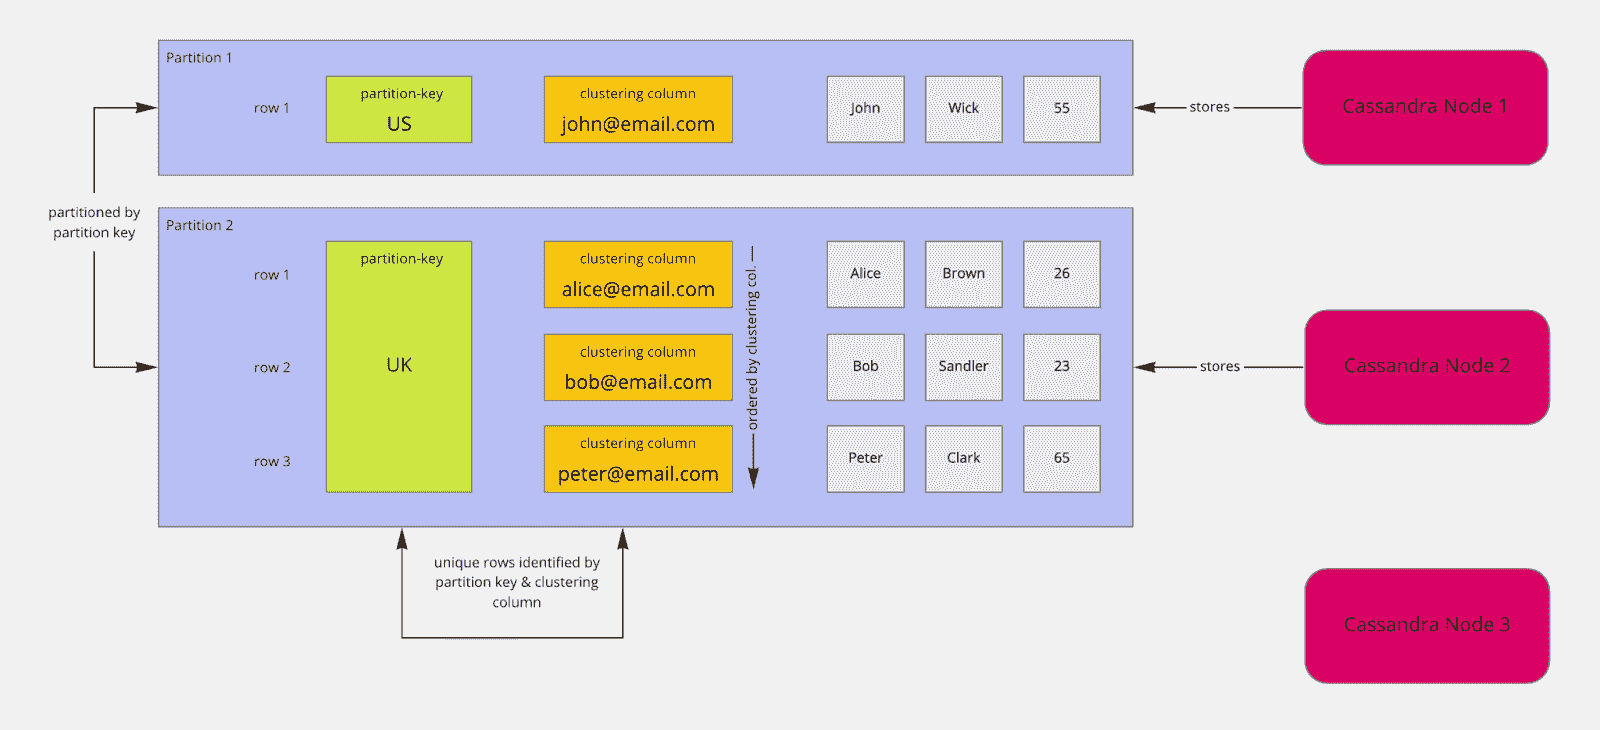 Partition 1
row 1
partition-key
US
clustering column
john@email.com
John
Wick
55
stores
Cassandra Node 1
partitioned by
partition key
Partition 2
row 1
partition-key
UK
clustering column
alice@email.com
Alice
Brown
26
row 2
clustering column
bob@email.com
Bob
Sandler
23
row 3
clustering column
peter@email.com
Peter
Clark
65
ordered by clustering col.
stores
Cassandra Node 2
unique rows identified by
partition key & clustering
column
Cassandra Node 3